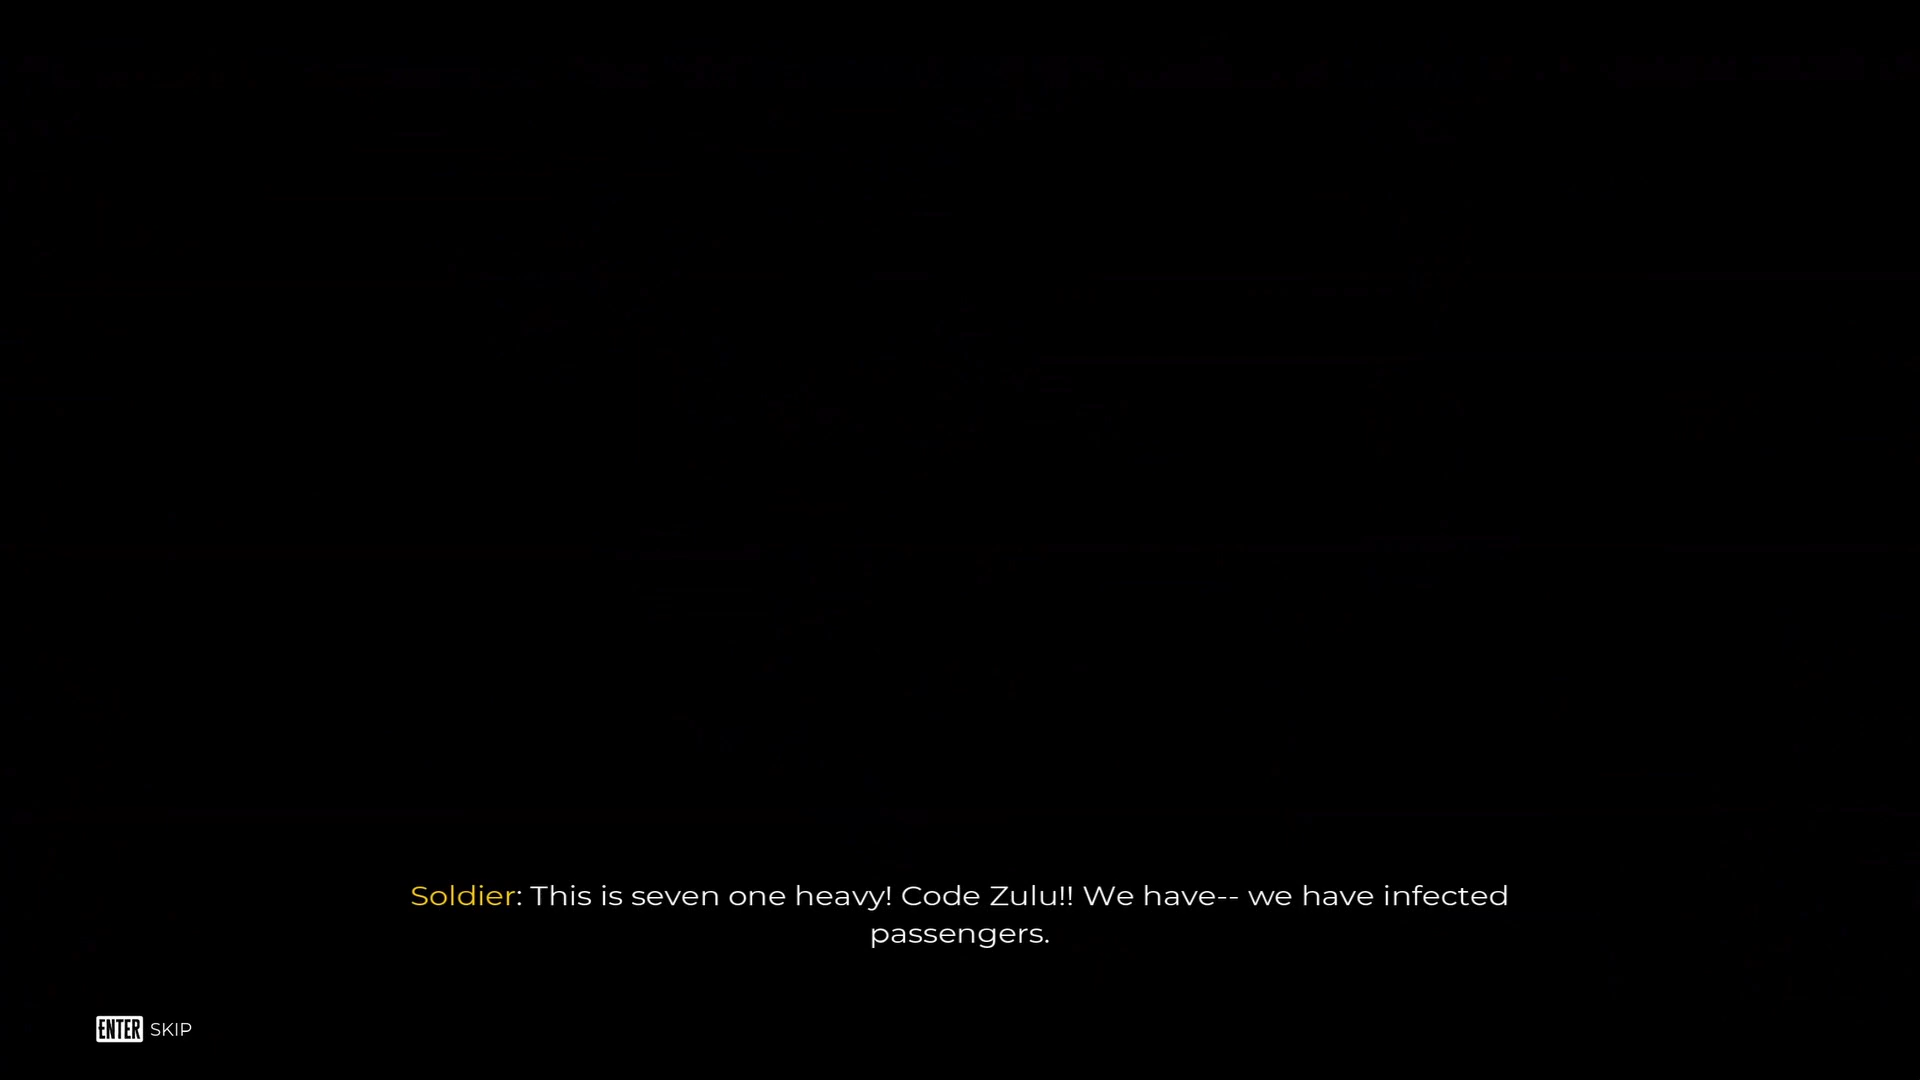 Soldier: This is seven one heavy! Code Zulu!! We have-- we have infected
passengers.
ENTER SKIP